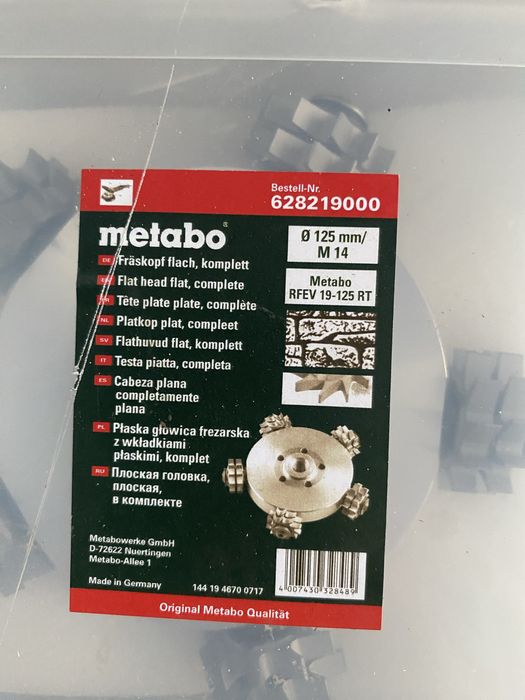 Bestell-Nr.
628219000
metabo®
Ø 125 mm/
M 14
DE Fräskopf flach, komplett
Flat head flat, complete
Metabo
RFEV 19-125 RT
Tête plate plate, complète
NL Platkop plat, compleet
SV Flathuvud flat, komplett
IT Testa piatta, completa
ES Cabeza plana
completamente
plana
PL Płaska głowica frezarska
z wkładkiami
płaskimi, komplet
RU Плоская головка,
плоская,
в комплекте
Metabowerke GmbH
D-72622 Nuertingen
Metabo-Allee 1
Made in Germany
144 19 4670 0717
4 007430 328489
Original Metabo Qualität